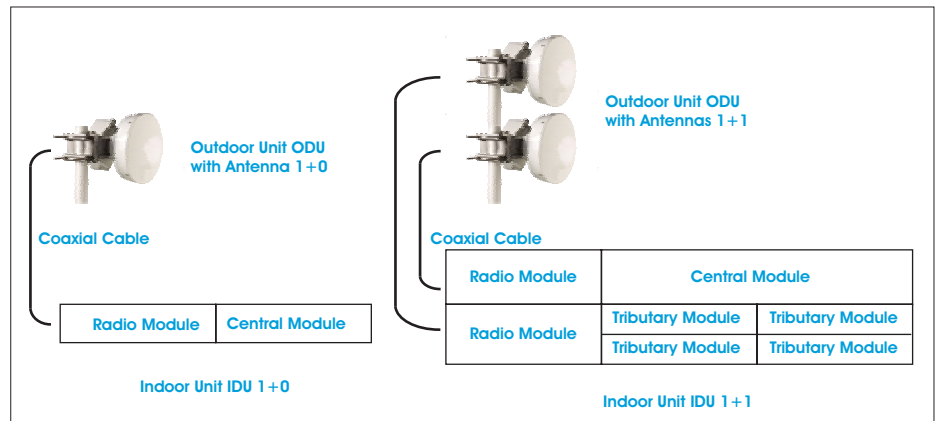 Outdoor Unit ODU
with Antenna 1+0
Coaxial Cable
Radio Module
Central Module
Indoor Unit IDU 1+0
Outdoor Unit ODU
with Antennas 1+1
Coaxial Cable
Radio Module
Central Module
Radio Module
Tributary Module
Tributary Module
Tributary Module
Tributary Module
Indoor Unit IDU 1+1